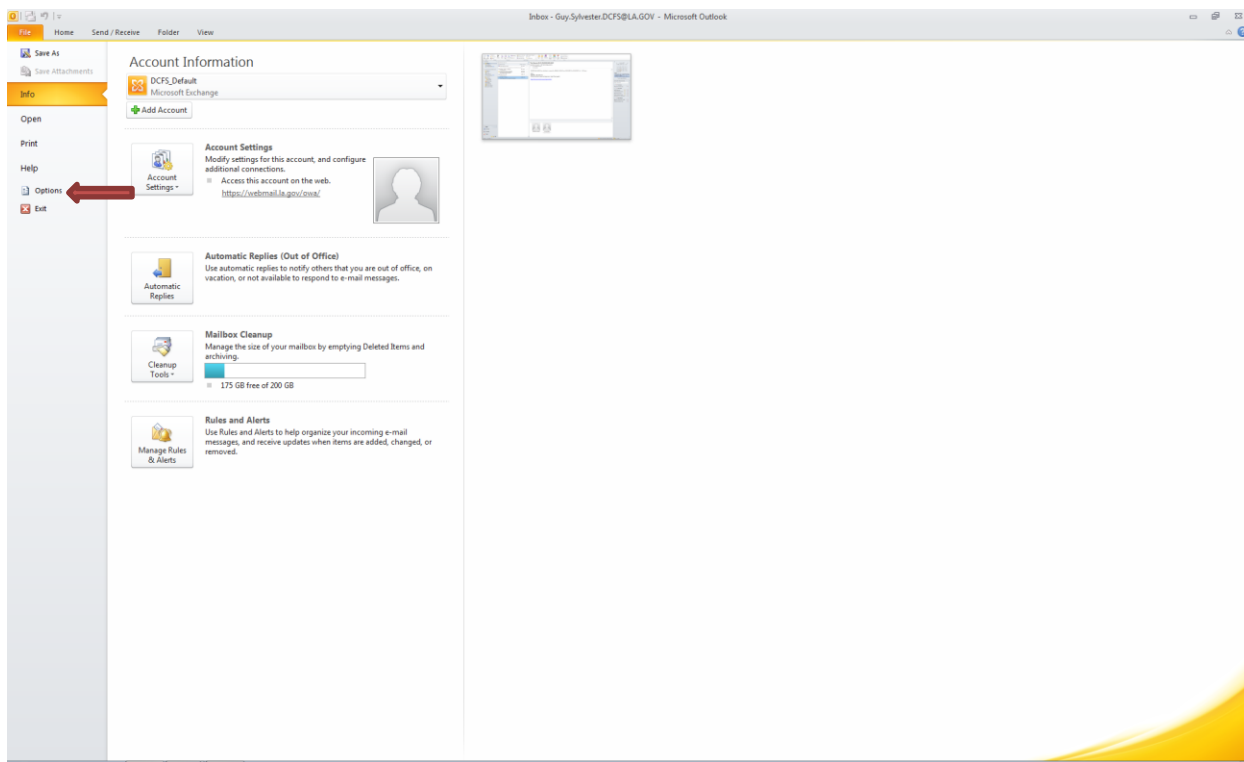 Inbox - Guy.Sylvester.DCFS@LA.GOV - Microsoft Outlook
File Home Send / Receive Folder View
Save As
Save Attachments
Info
Open
Print
Help
Options
Exit
Account Information
DCFS_Default
Microsoft Exchange
Add Account
Account Settings
Account Settings
Modify settings for this account, and configure
additional connections.
Access this account on the web.
https://webmail.la.gov/owa/
Automatic
Replies
Automatic Replies (Out of Office)
Use automatic replies to notify others that you are out of office, on
vacation, or not available to respond to e-mail messages.
Cleanup
Tools
Mailbox Cleanup
Manage the size of your mailbox by emptying Deleted Items and
archiving.
175 GB free of 200 GB
Manage Rules
& Alerts
Rules and Alerts
Use Rules and Alerts to help organize your incoming e-mail
messages, and receive updates when items are added, changed, or
removed.